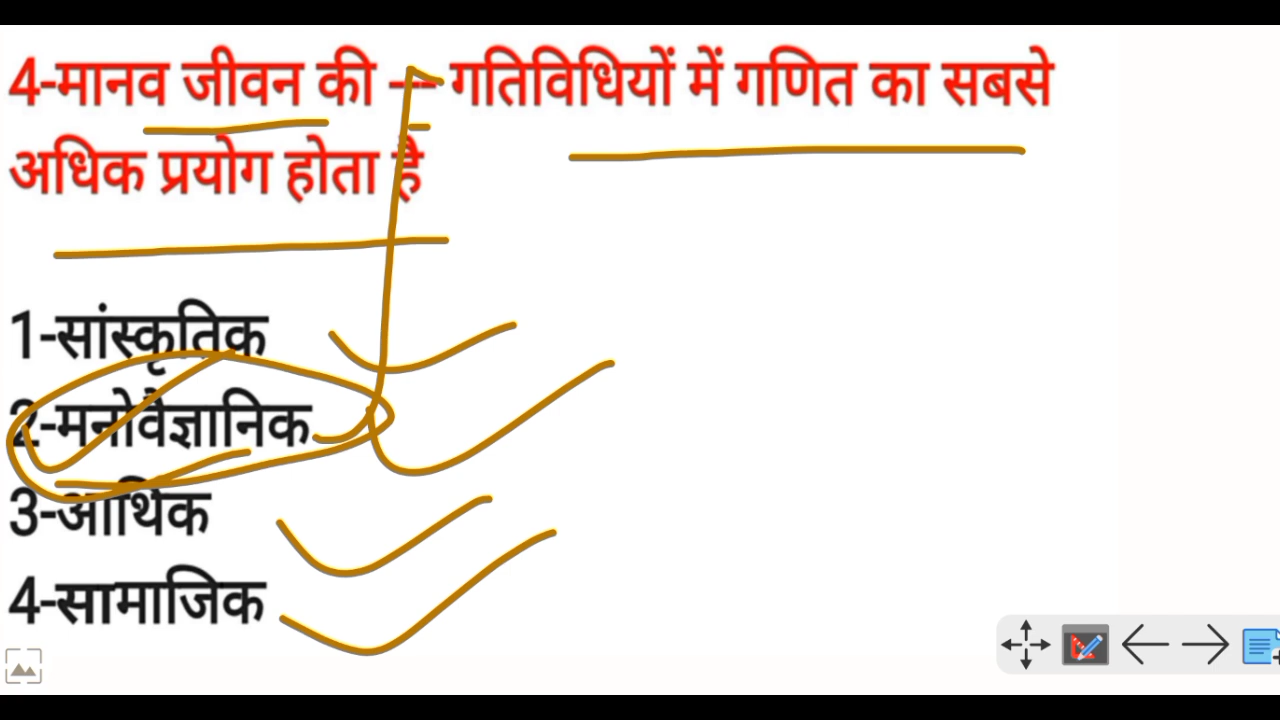 4-मानव जीवन की --- गतिविधियों में गणित का सबसे
अधिक प्रयोग होता है
1-सांस्कृतिक
2-मनोवैज्ञानिक
3-आर्थिक
4-सामाजिक